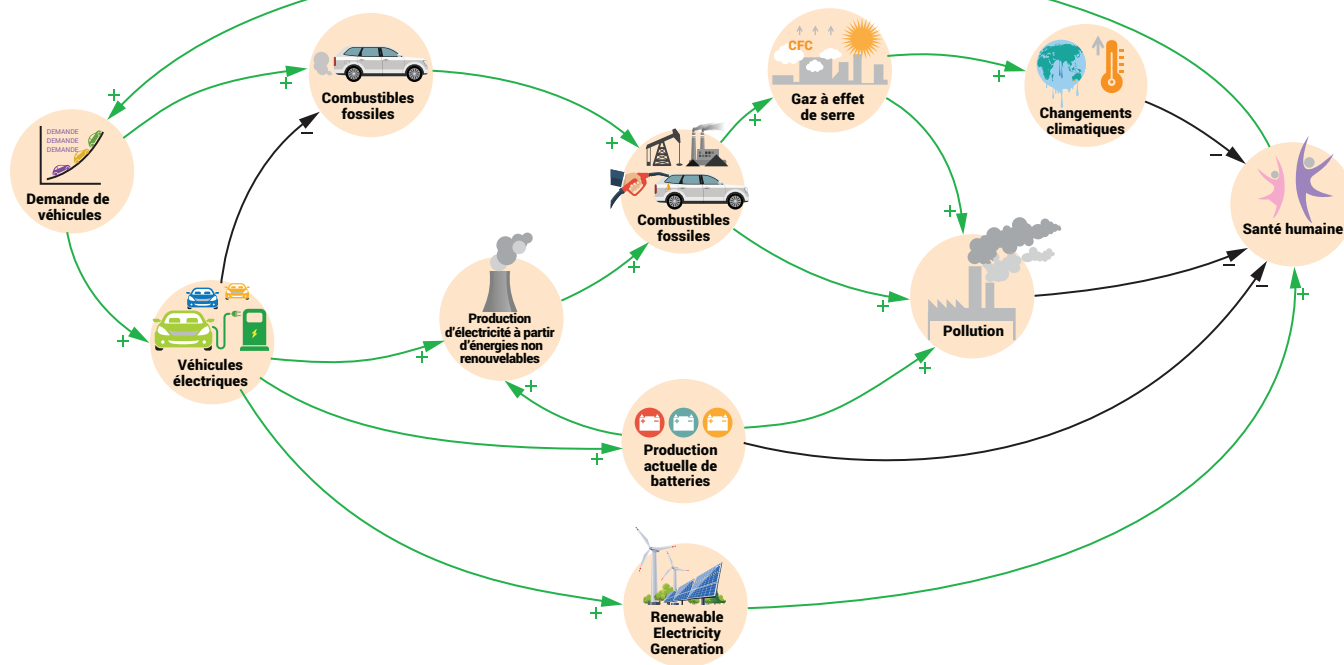 CFC
Gaz à effet
de serre
Changements
climatiques
Combustibles
fossiles
DEMANDE
DEMANDE
DEMANDE
Demande de
véhicules
Combustibles
fossiles
Santé humaine
Production
d'électricité à partir
d'énergies non
renouvelables
Pollution
Véhicules
électriques
Production
actuelle de
batteries
Renewable
Electricity
Generation